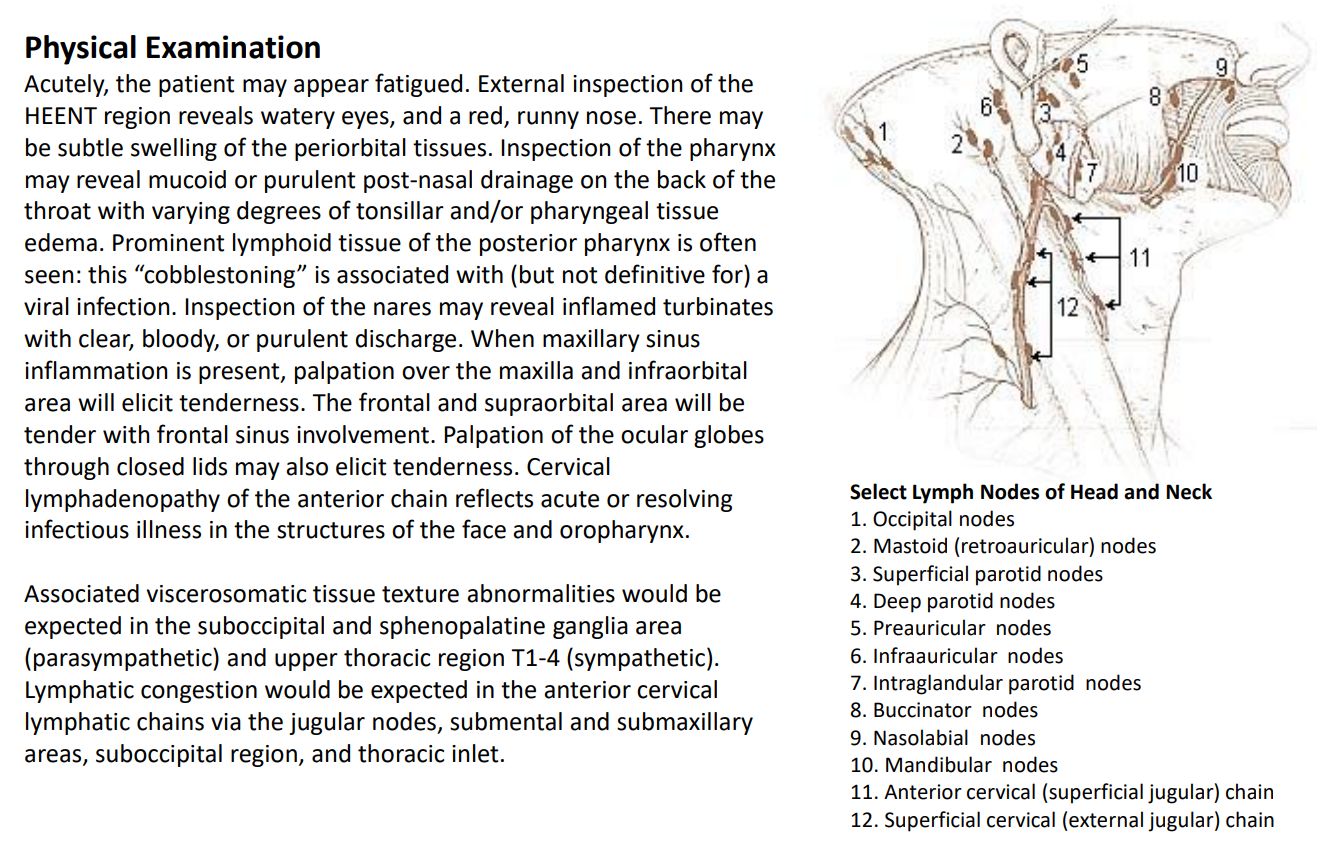 Physical Examination
Acutely, the patient may appear fatigued. External inspection of the
HEENT region reveals watery eyes, and a red, runny nose. There may
be subtle swelling of the periorbital tissues. Inspection of the pharynx
may reveal mucoid or purulent post-nasal drainage on the back of the
throat with varying degrees of tonsillar and/or pharyngeal tissue
edema. Prominent lymphoid tissue of the posterior pharynx is often
seen: this “cobblestoning” is associated with (but not definitive for) a
viral infection. Inspection of the nares may reveal inflamed turbinates
with clear, bloody, or purulent discharge. When maxillary sinus
inflammation is present, palpation over the maxilla and infraorbital
area will elicit tenderness. The frontal and supraorbital area will be
tender with frontal sinus involvement. Palpation of the ocular globes
through closed lids may also elicit tenderness. Cervical
lymphadenopathy of the anterior chain reflects acute or resolving
infectious illness in the structures of the face and oropharynx.
Associated viscerosomatic tissue texture abnormalities would be
expected in the suboccipital and sphenopalatine ganglia area
(parasympathetic) and upper thoracic region T1-4 (sympathetic).
Lymphatic congestion would be expected in the anterior cervical
lymphatic chains via the jugular nodes, submental and submaxillary
areas, suboccipital region, and thoracic inlet.
5
9
8
6
3
1
2
4
7
10
11
12
Select Lymph Nodes of Head and Neck
1. Occipital nodes
2. Mastoid (retroauricular) nodes
3. Superficial parotid nodes
4. Deep parotid nodes
5. Preauricular nodes
6. Infraauricular nodes
7. Intraglandular parotid nodes
8. Buccinator nodes
9. Nasolabial nodes
10. Mandibular nodes
11. Anterior cervical (superficial jugular) chain
12. Superficial cervical (external jugular) chain